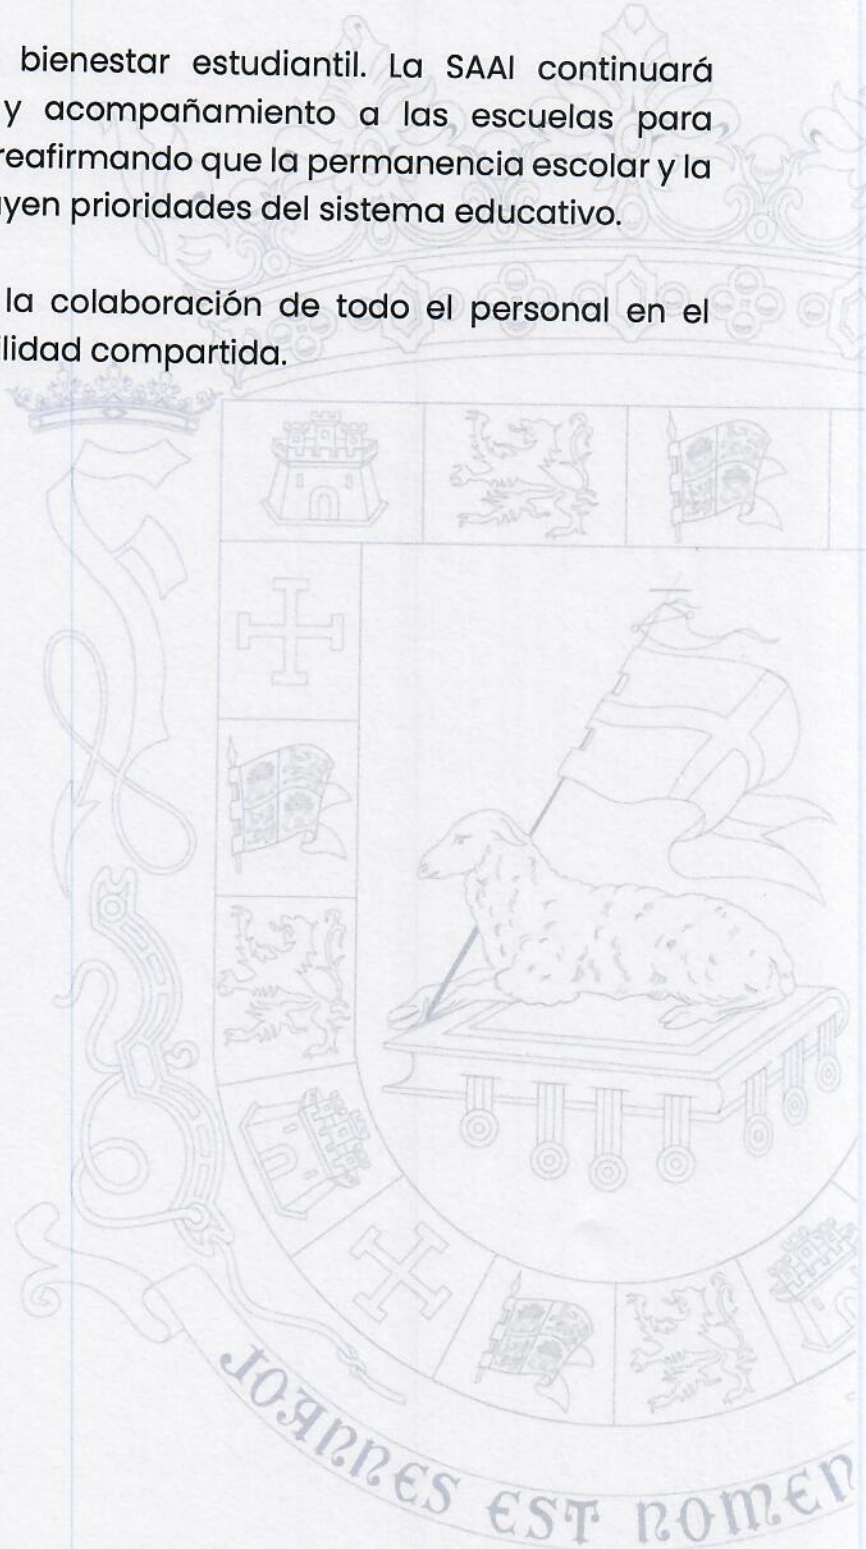 bienestar estudiantil. La SAAI continuará
y acompañamiento a las escuelas para
reafirmando que la permanencia escolar y la
yen prioridades del sistema educativo.
la colaboración de todo el personal en el
lidad compartida.
JOANNES EST NOMEN